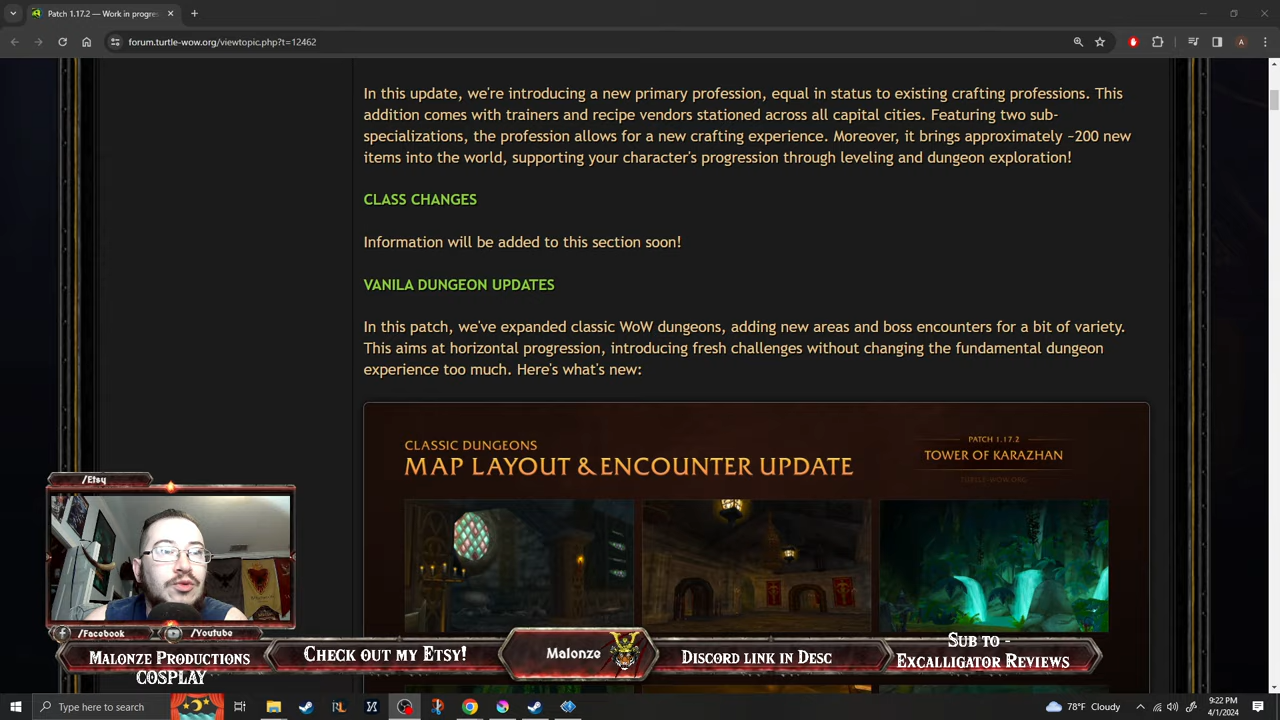 Patch 1.17.2 — Work in progres
forum.turtle-wow.org/viewtopic.php?t=12462
A
In this update, we're introducing a new primary profession, equal in status to existing crafting professions. This
addition comes with trainers and recipe vendors stationed across all capital cities. Featuring two sub-
specializations, the profession allows for a new crafting experience. Moreover, it brings approximately ~200 new
items into the world, supporting your character's progression through leveling and dungeon exploration!
CLASS CHANGES
Information will be added to this section soon!
VANILA DUNGEON UPDATES
In this patch, we've expanded classic WoW dungeons, adding new areas and boss encounters for a bit of variety.
This aims at horizontal progression, introducing fresh challenges without changing the fundamental dungeon
experience too much. Here's what's new:
CLASSIC DUNGEONS
MAP LAYOUT & ENCOUNTER UPDATE
PATCH 1.17.2
TOWER OF KARAZHAN
TURTLE-WOW.ORG
/Etsy
/Facebook
/Youtube
Malonze Productions
COSPLAY
Check out my Etsy!
Malonze
Discord link in Desc
Sub to -
Excalligator Reviews
Type here to search
78°F Cloudy
9:22 PM
4/1/2024